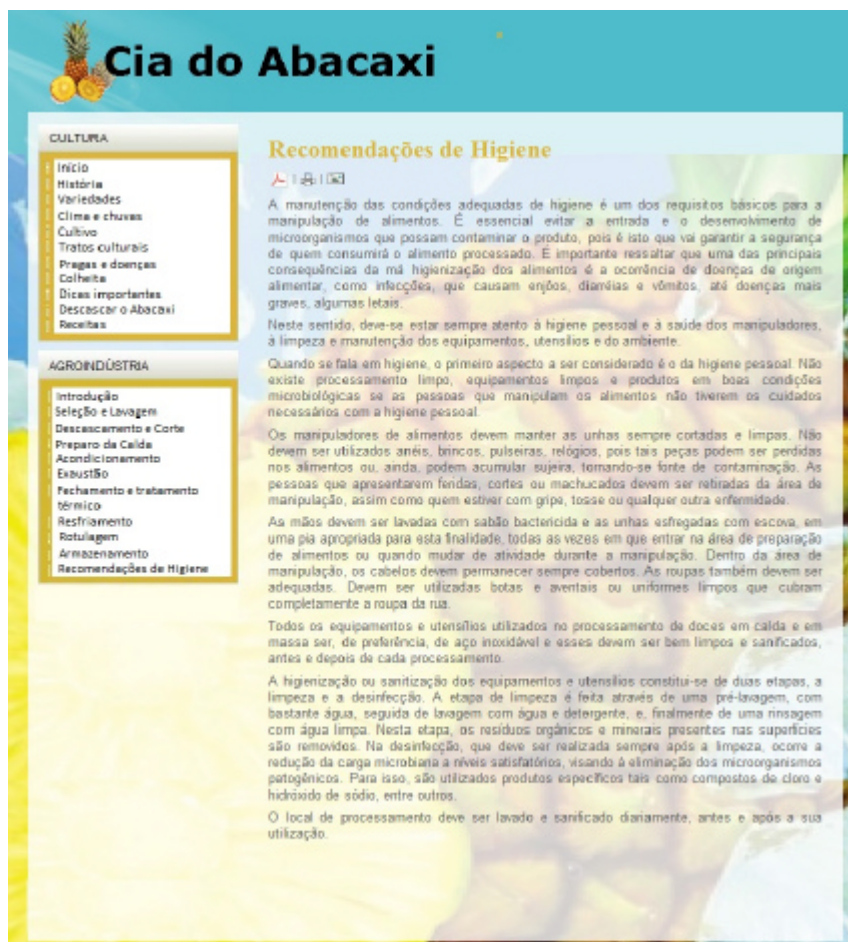 Cia do Abacaxi
CULTURA
Início
História
Variedades
Clima e chuvas
Cultivo
Tratos culturais
Pragas e doenças
Colheita
Dicas importantes
Descascar o Abacaxi
Receitas
AGROINDÚSTRIA
Introdução
Seleção e Lavagem
Descascamento e Corte
Preparo da Calda
Acondicionamento
Exaustão
Fechamento e tratamento
térmico
Resfriamento
Rotulagem
Armazenamento
Recomendações de Higiene
Recomendações de Higiene
A manutenção das condições adequadas de higiene é um dos requisitos básicos para a
manipulação de alimentos. É essencial evitar a entrada e o desenvolvimento de
microorganismos que possam contaminar o produto, pois é isto que vai garantir a segurança
de quem consumirá o alimento processado. É importante ressaltar que uma das principais
consequências da má higienização dos alimentos é a ocorrência de doenças de origem
alimentar, como infecções, que causam enjôos, diarréias e vômitos, até doenças mais
graves, algumas letais.
Neste sentido, deve-se estar sempre atento à higiene pessoal e à saúde dos manipuladores,
à limpeza e manutenção dos equipamentos, utensílios e do ambiente.
Quando se fala em higiene, o primeiro aspecto a ser considerado é o da higiene pessoal. Não
existe processamento limpo, equipamentos limpos e produtos em boas condições
microbiológicas se as pessoas que manipulam os alimentos não tiverem os cuidados
necessários com a higiene pessoal.
Os manipuladores de alimentos devem manter as unhas sempre cortadas e limpas. Não
devem ser utilizados anéis, brincos, pulseiras, relógios, pois tais peças podem ser perdidas
nos alimentos ou, ainda, podem acumular sujeira, tornando-se fonte de contaminação. As
pessoas que apresentarem feridas, cortes ou machucados devem ser retiradas da área de
manipulação, assim como quem estiver com gripe, tosse ou qualquer outra enfermidade.
As mãos devem ser lavadas com sabão bactericida e as unhas esfregadas com escova, em
uma pia apropriada para esta finalidade, todas as vezes em que entrar na área de preparação
de alimentos ou quando mudar de atividade durante a manipulação. Dentro da área de
manipulação, os cabelos devem permanecer sempre cobertos. As roupas também devem ser
adequadas. Devem ser utilizadas botas e aventais ou uniformes limpos que cubram
completamente a roupa da rua.
Todos os equipamentos e utensílios utilizados no processamento de doces em calda e em
massa ser, de preferência, de aço inoxidável e esses devem ser bem limpos e sanificados,
antes e depois de cada processamento.
A higienização ou sanitização dos equipamentos e utensílios constitui-se de duas etapas, a
limpeza e a desinfecção. A etapa de limpeza é feita através de uma pré-lavagem, com
bastante água, seguida de lavagem com água e detergente, e, finalmente de uma rinsagem
com água limpa. Nesta etapa, os resíduos orgânicos e minerais presentes nas superfícies
são removidos. Na desinfecção, que deve ser realizada sempre após a limpeza, ocorre a
redução da carga microbiana a níveis satisfatórios, visando à eliminação dos microorganismos
patogênicos. Para isso, são utilizados produtos específicos tais como compostos de cloro e
hidróxido de sódio, entre outros.
O local de processamento deve ser lavado e sanificado diariamente, antes e após a sua
utilização.